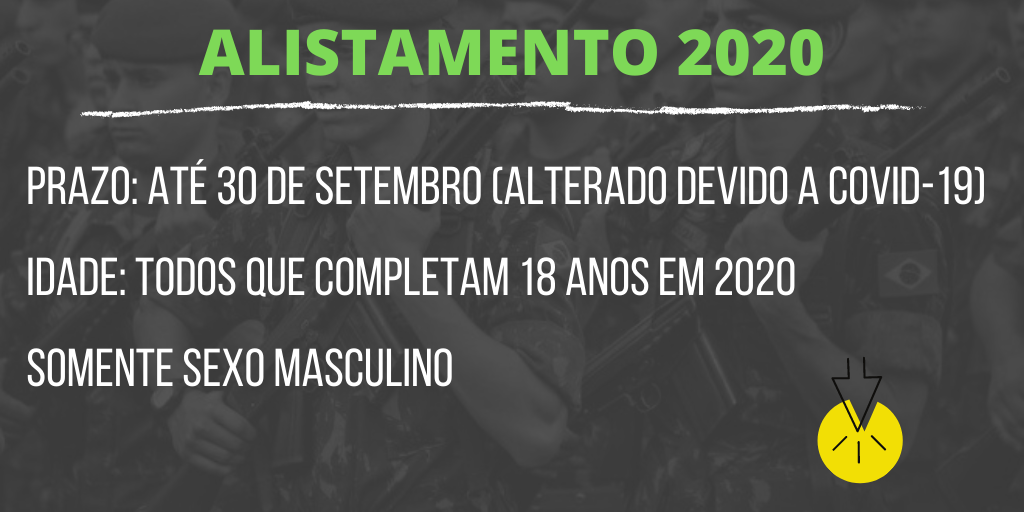 ALISTAMENTO 2020
PRAZO: ATÉ 30 DE SETEMBRO (ALTERADO DEVIDO A COVID-19)
IDADE: TODOS QUE COMPLETAM 18 ANOS EM 2020
SOMENTE SEXO MASCULINO